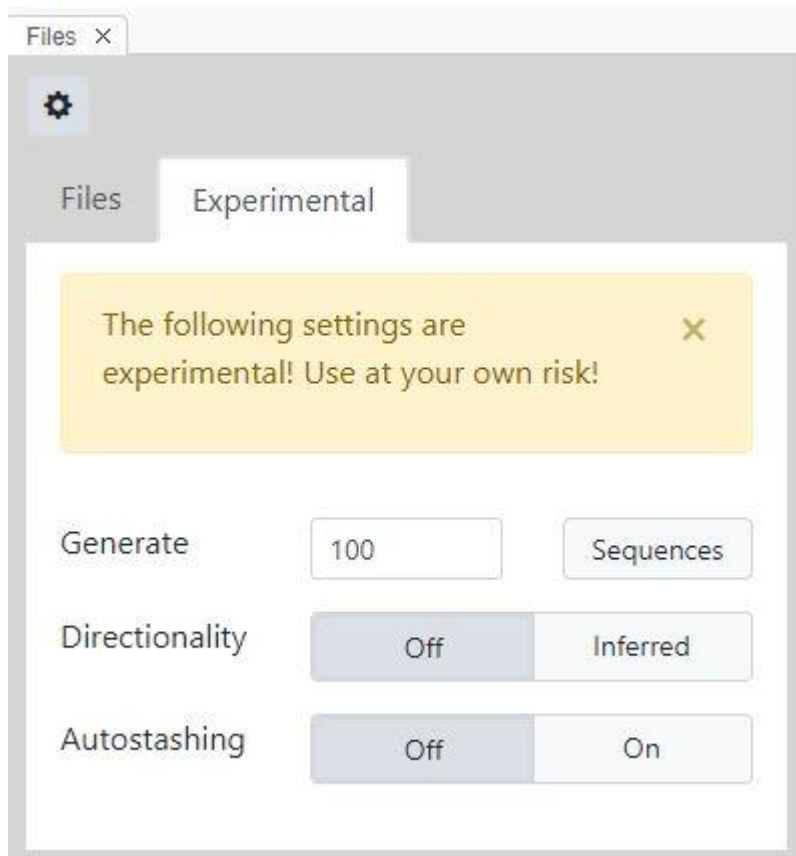 Files
Files Experimental
The following settings are
experimental! Use at your own risk!
Generate 100 Sequences
Directionality Off Inferred
Autostashing Off On